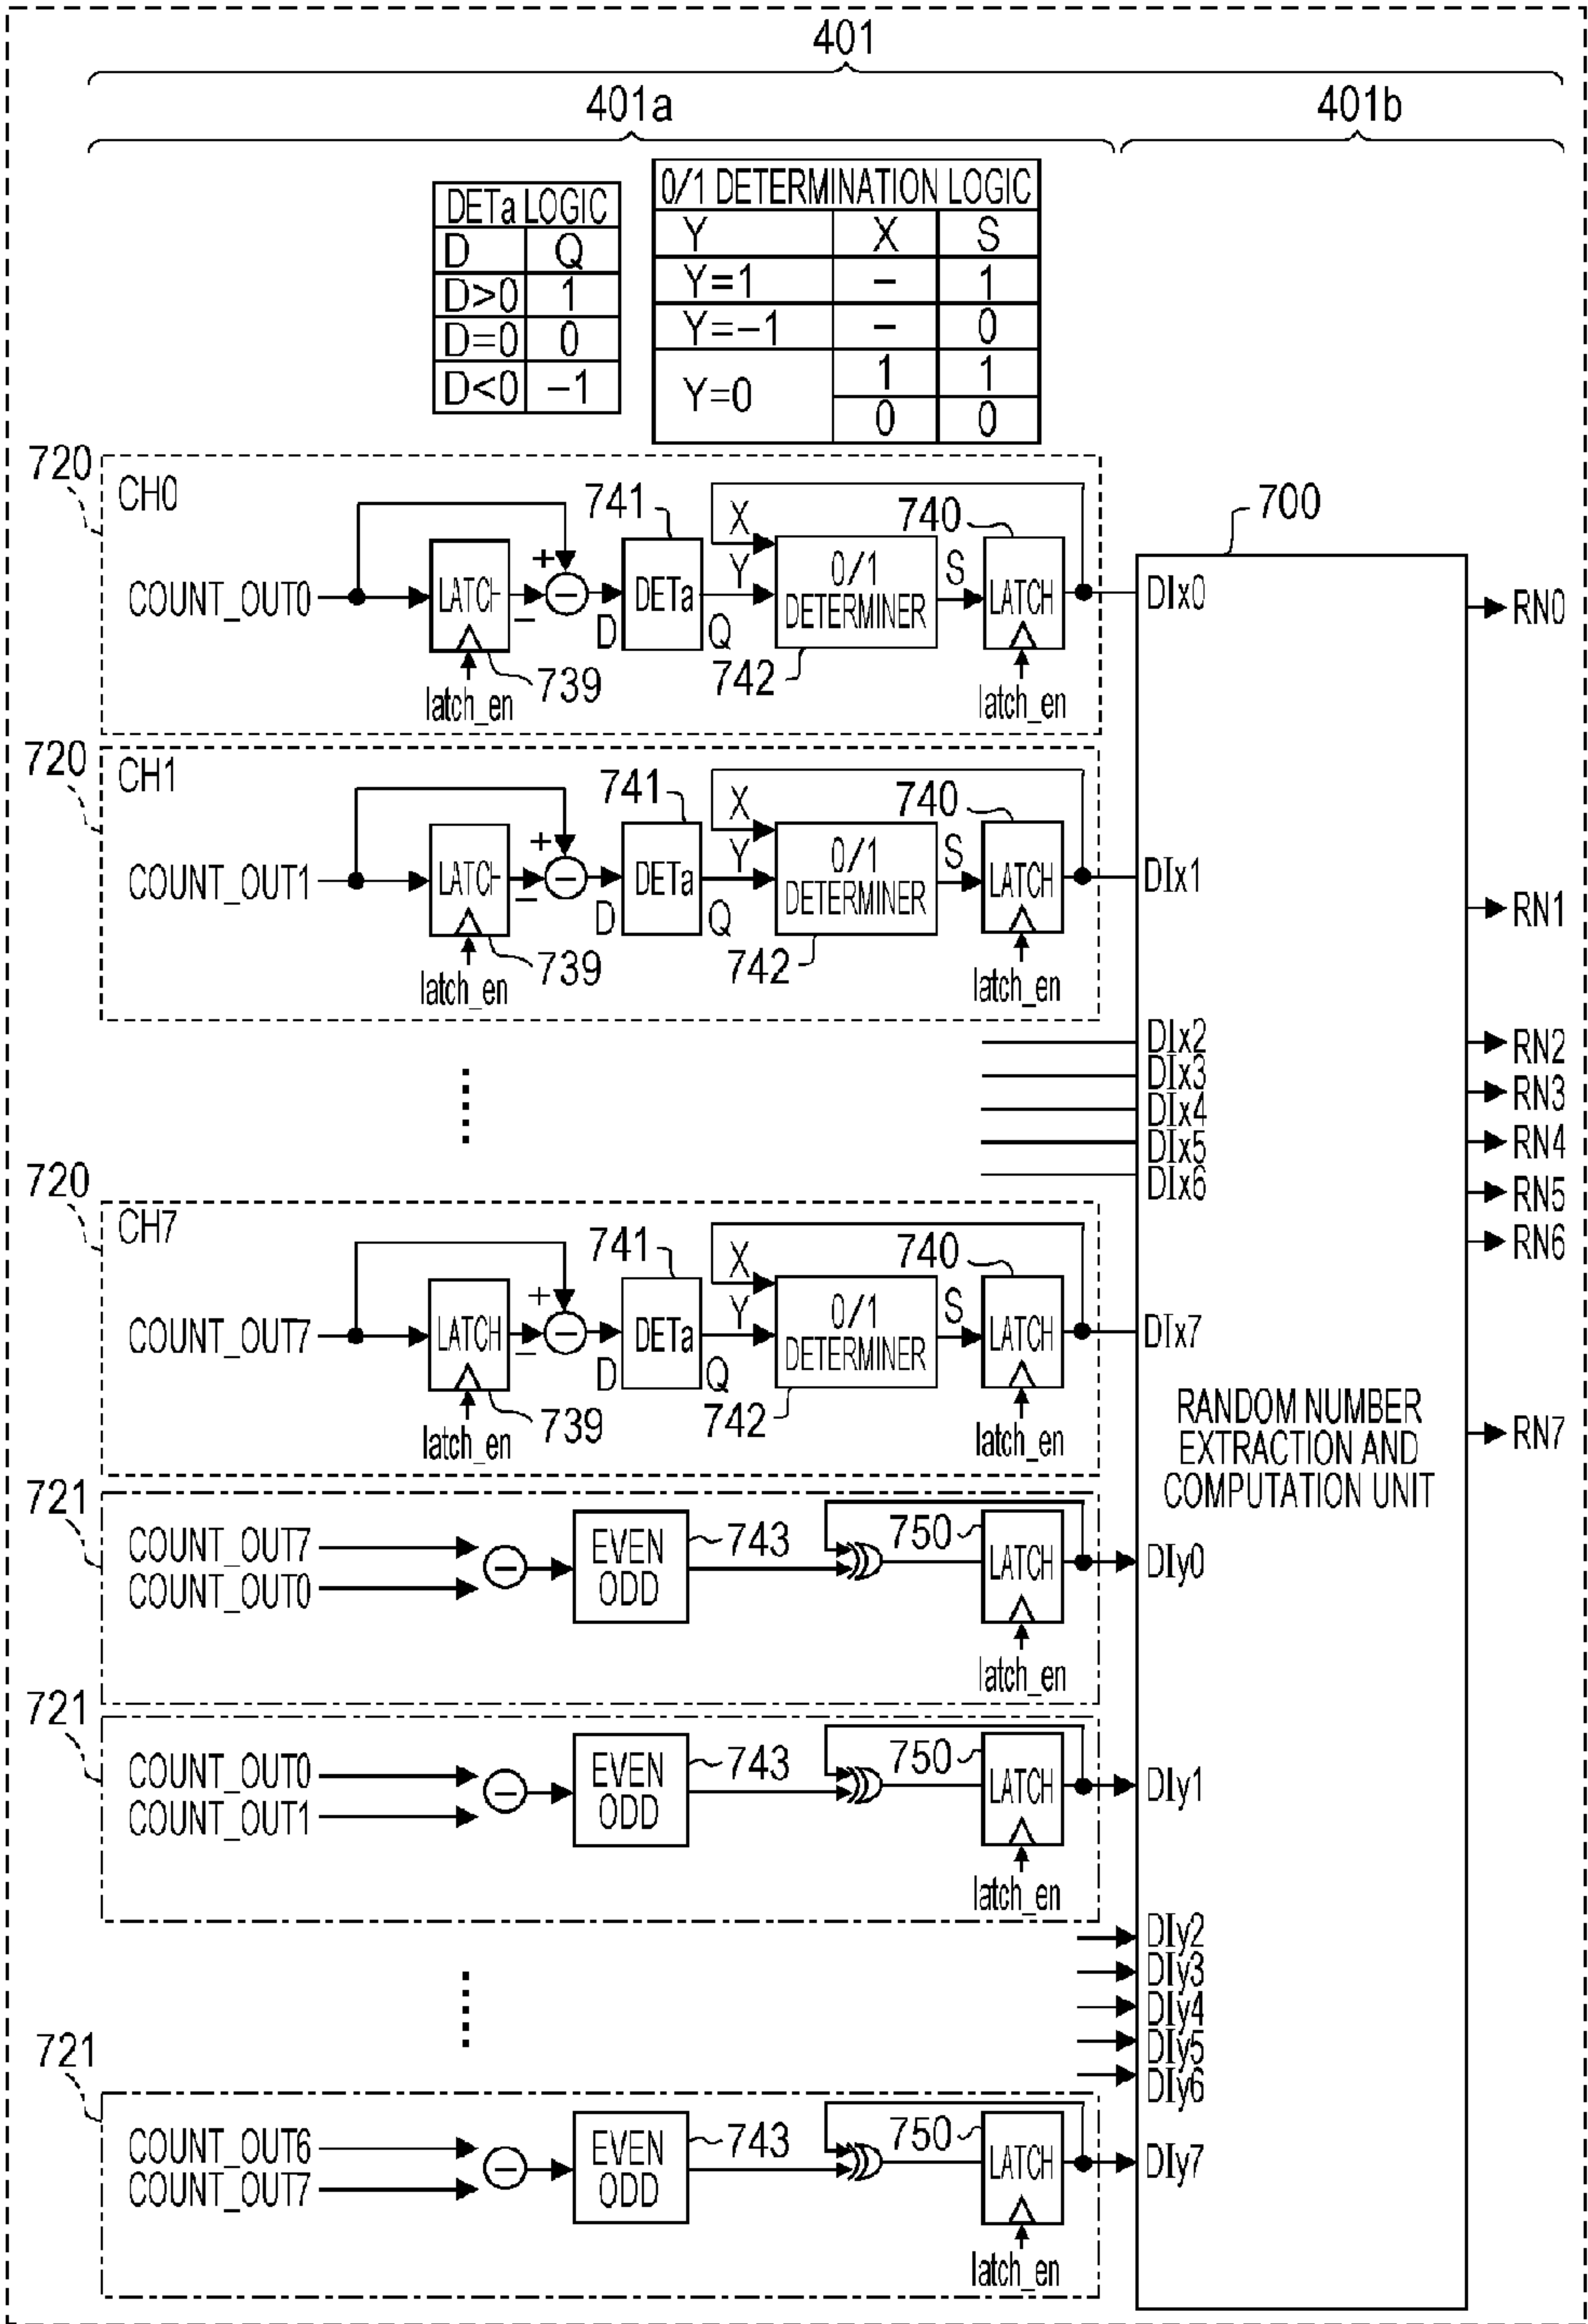 401
401a
401b
DETa LOGIC
D Q
D>0 1
D=0 0
D<0 −1
0/1 DETERMINATION LOGIC
Y X S
Y=1 – 1
Y=−1 – 0
Y=0 1 1
0 0
720
CH0
COUNT_OUT0
LATCH
latch_en
739
+
−
−
D
741
DETa
Q
X
Y
0/1
DETERMINER
742
S
740
LATCH
latch_en
700
DIx0
RN0
720
CH1
COUNT_OUT1
LATCH
latch_en
739
+
−
−
D
741
DETa
Q
X
Y
0/1
DETERMINER
742
S
740
LATCH
latch_en
DIx1
RN1
DIx2
DIx3
DIx4
DIx5
DIx6
RN2
RN3
RN4
RN5
RN6
720
CH7
COUNT_OUT7
LATCH
latch_en
739
+
−
−
D
741
DETa
Q
X
Y
0/1
DETERMINER
742
S
740
LATCH
latch_en
DIx7
RANDOM NUMBER
EXTRACTION AND
COMPUTATION UNIT
RN7
721
COUNT_OUT7
COUNT_OUT0
−
EVEN
ODD
743
750
LATCH
latch_en
DIy0
721
COUNT_OUT0
COUNT_OUT1
−
EVEN
ODD
743
750
LATCH
latch_en
DIy1
DIy2
DIy3
DIy4
DIy5
DIy6
721
COUNT_OUT6
COUNT_OUT7
−
EVEN
ODD
743
750
LATCH
latch_en
DIy7